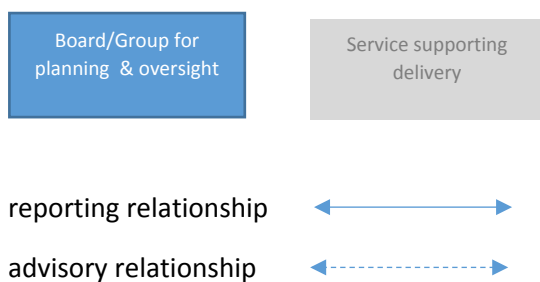 Board/Group for
planning & oversight
Service supporting
delivery
reporting relationship
advisory relationship